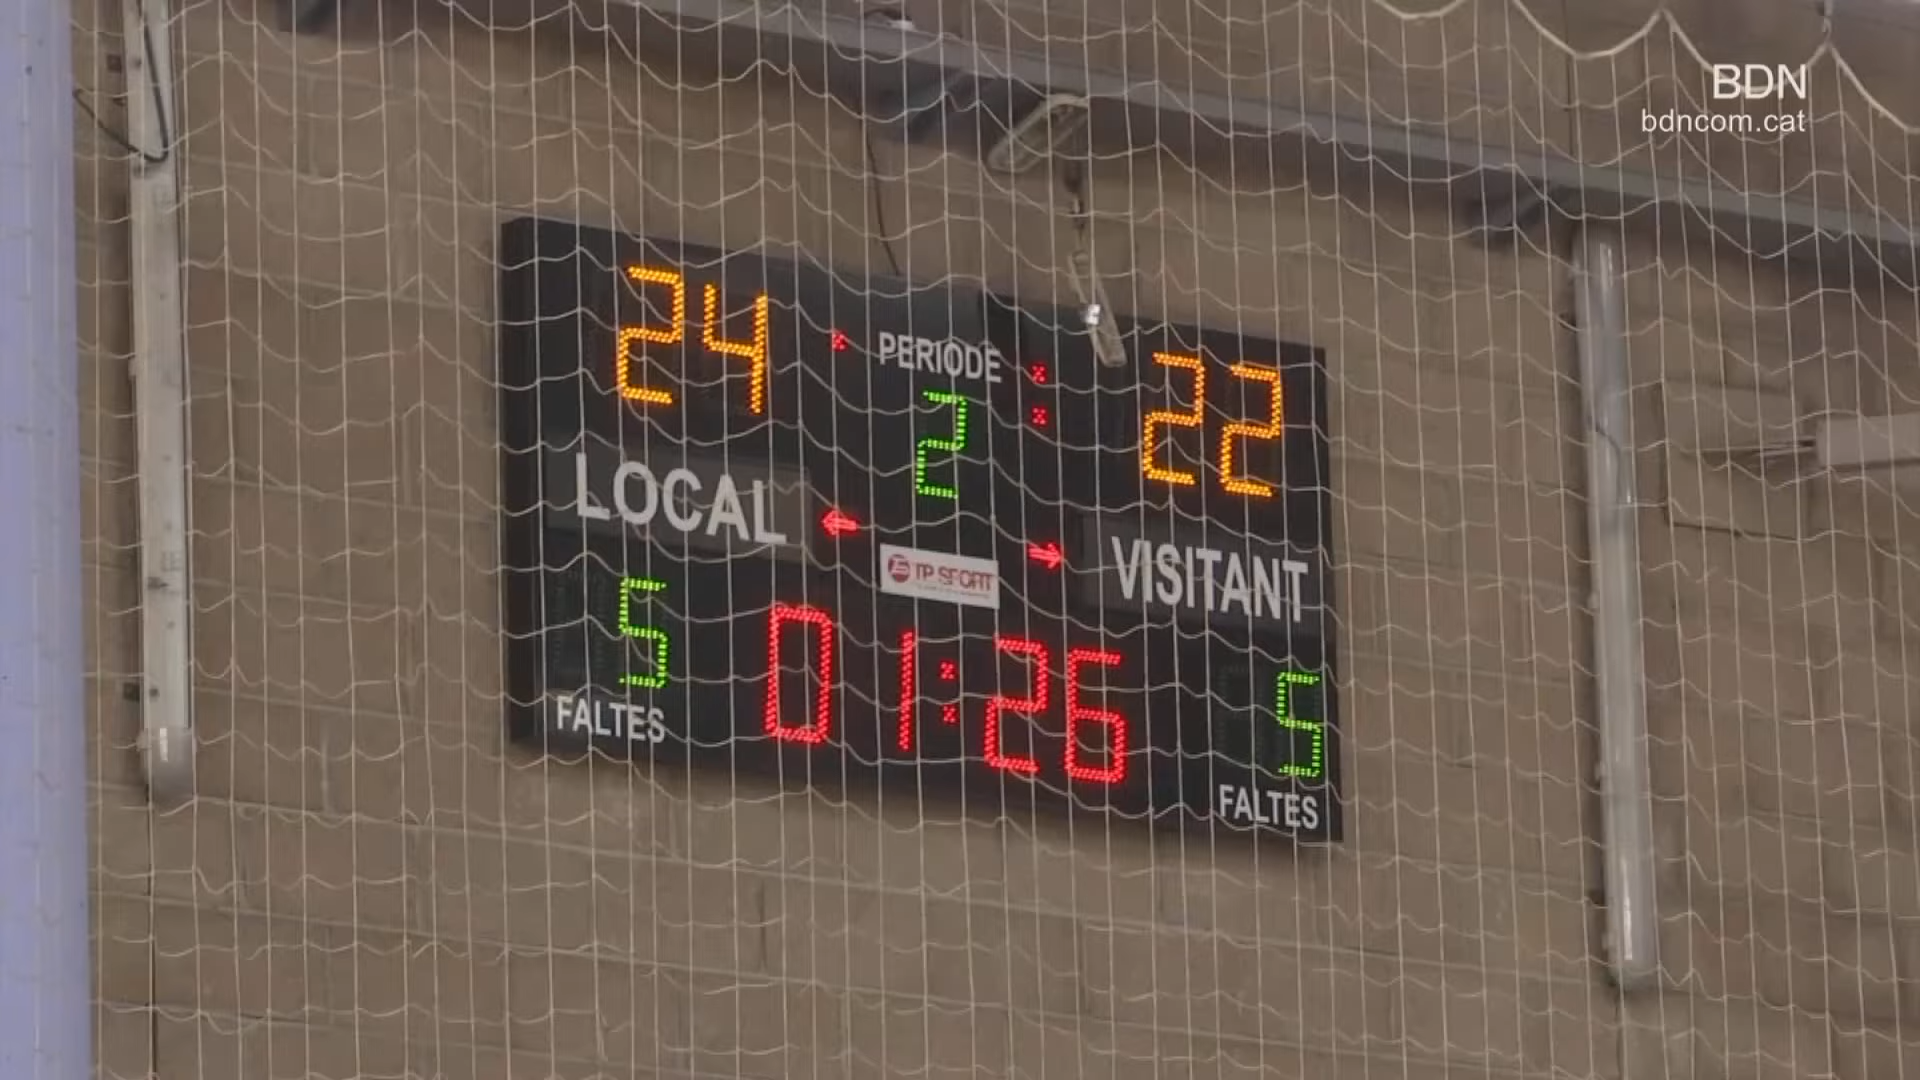 BDN
bdncom.cat
24 PERIODE 22
2
LOCAL VISITANT
TP SPORT
5 01:26 5
FALTES FALTES